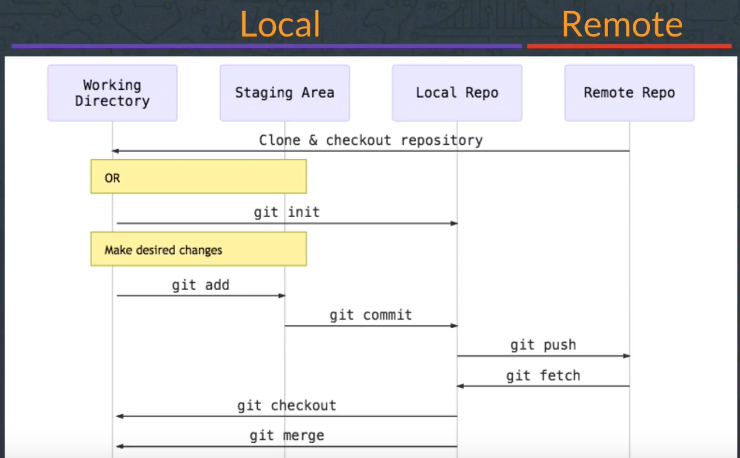 Local
Remote
Working
Directory
Staging Area
Local Repo
Remote Repo
Clone & checkout repository
OR
git init
Make desired changes
git add
git commit
git push
git fetch
git checkout
git merge